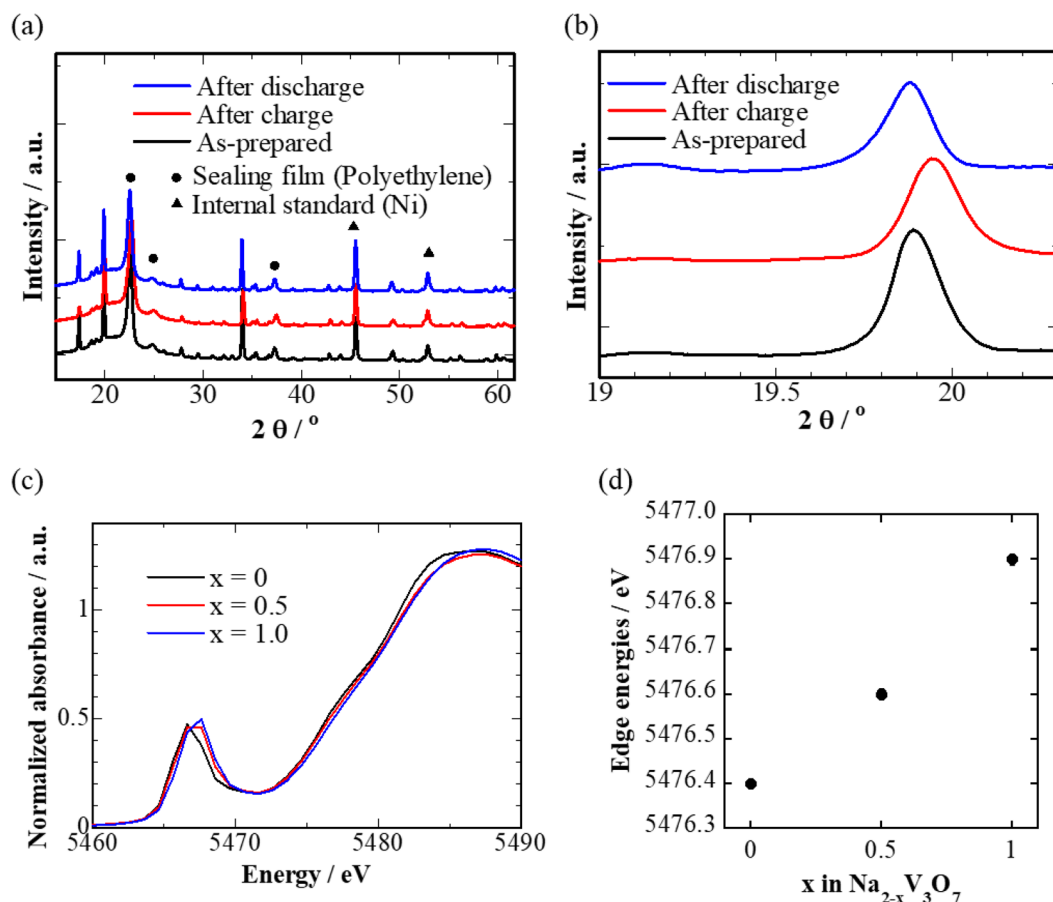 (a)
After discharge
After charge
As-prepared
Sealing film (Polyethylene)
Internal standard (Ni)
Intensity / a.u.
20 30 40 50 60
2 θ / °
(b)
After discharge
After charge
As-prepared
Intensity / a.u.
19 19.5 20
2 θ / °
(c)
x = 0
x = 0.5
x = 1.0
Normalized absorbance / a.u.
1
0.5
0
5460 5470 5480 5490
Energy / eV
(d)
5477.0
5476.9
5476.8
5476.7
5476.6
5476.5
5476.4
5476.3
Edge energies / eV
0 0.5 1
x in Na2-xV3O7